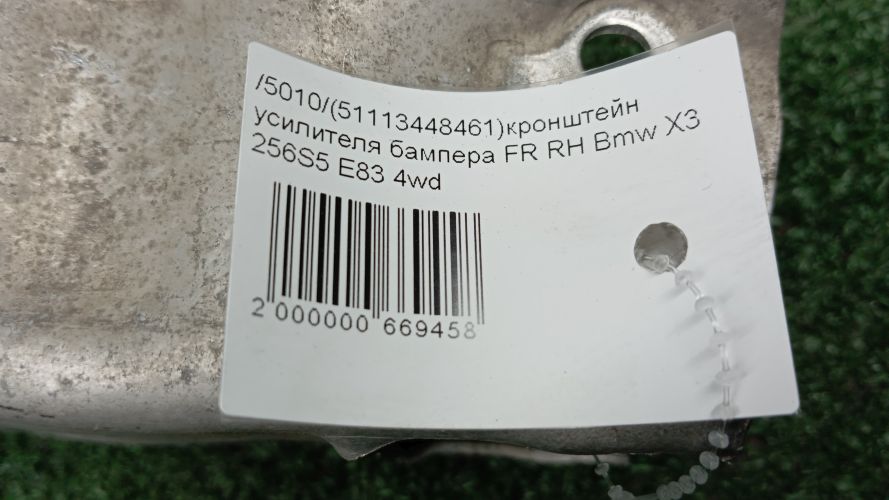 /5010/(51113448461)кронштейн
усилителя бампера FR RH Bmw X3
256S5 E83 4wd
2 000000 669458